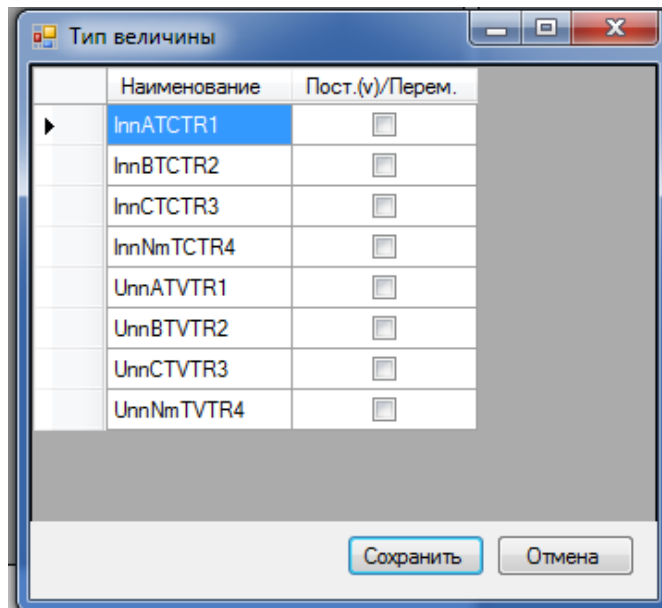 Тип величины
Наименование Пост.(v)/Перем.
InnATCTR1
InnBTCTR2
InnCTCTR3
InnNmTCTR4
UnnATVTR1
UnnBTVTR2
UnnCTVTR3
UnnNmTVTR4
Сохранить Отмена